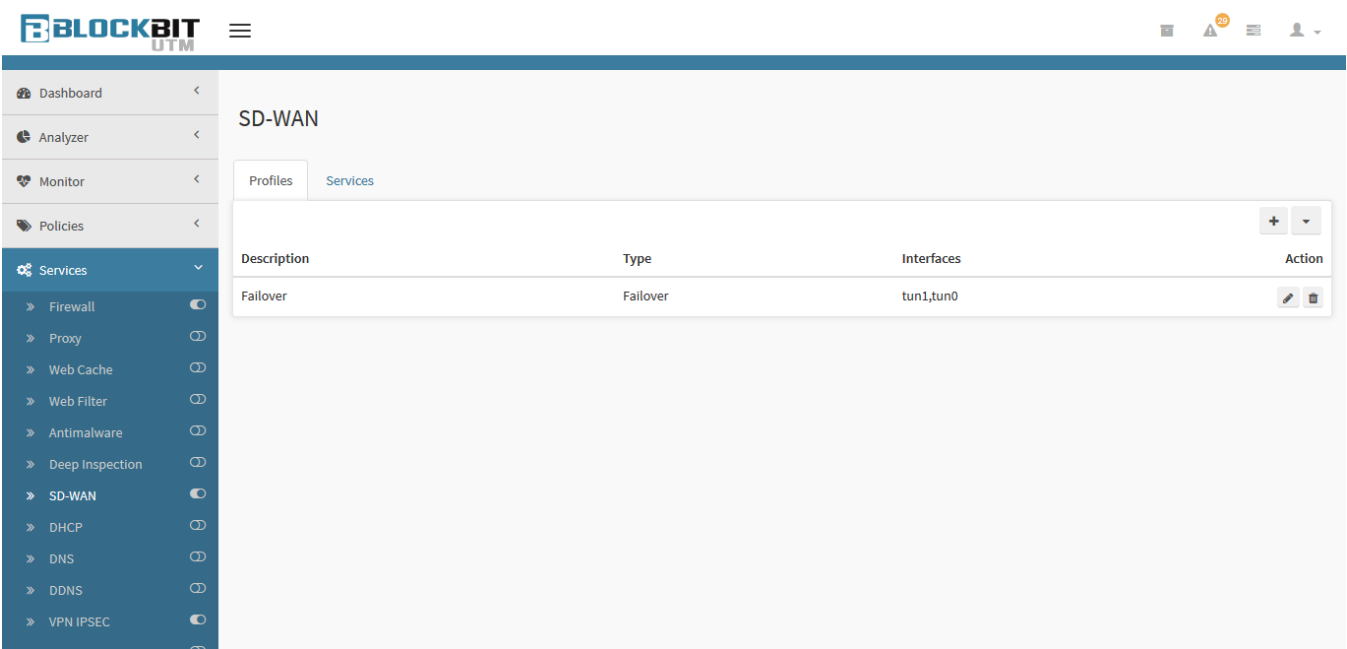 BLOCKBIT
UTM
29
Dashboard
Analyzer
Monitor
Policies
Services
Firewall
Proxy
Web Cache
Web Filter
Antimalware
Deep Inspection
SD-WAN
DHCP
DNS
DDNS
VPN IPSEC
SD-WAN
Profiles Services
Description Type Interfaces Action
Failover Failover tun1,tun0